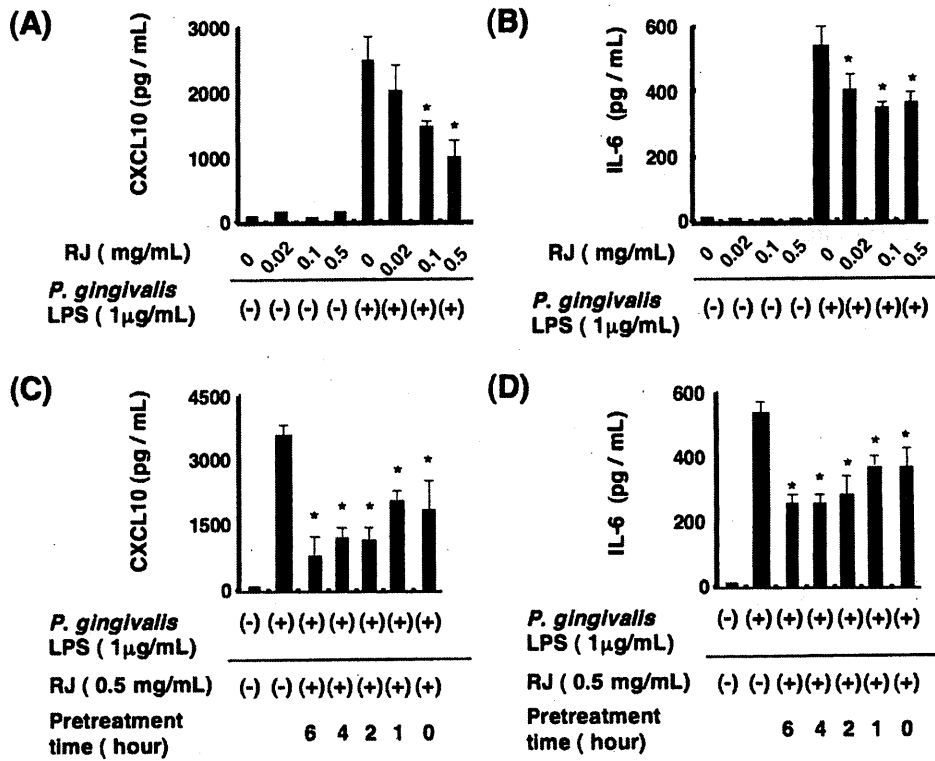 (A)
CXCL10 (pg / mL)
3000
2000
1000
0
RJ ( mg/mL)
0 0.02 0.1 0.5 0 0.02 0.1 0.5
P. gingivalis
LPS ( 1μg/mL)
(-) (-) (-) (-) (+) (+) (+) (+)
* *
(B)
IL-6 (pg / mL)
600
400
200
0
RJ ( mg/mL)
0 0.02 0.1 0.5 0 0.02 0.1 0.5
P. gingivalis
LPS ( 1μg/mL)
(-) (-) (-) (-) (+) (+) (+) (+)
* * *
(C)
CXCL10 (pg / mL)
4500
3000
1500
0
* * * * *
P. gingivalis
LPS ( 1μg/mL)
(-) (+) (+) (+) (+) (+) (+)
RJ ( 0.5 mg/mL)
(-) (-) (+) (+) (+) (+) (+)
Pretreatment
time ( hour)
6 4 2 1 0
(D)
IL-6 (pg / mL)
600
400
200
0
* * * * *
P. gingivalis
LPS ( 1μg/mL)
(-) (+) (+) (+) (+) (+) (+)
RJ ( 0.5 mg/mL)
(-) (-) (+) (+) (+) (+) (+)
Pretreatment
time ( hour)
6 4 2 1 0